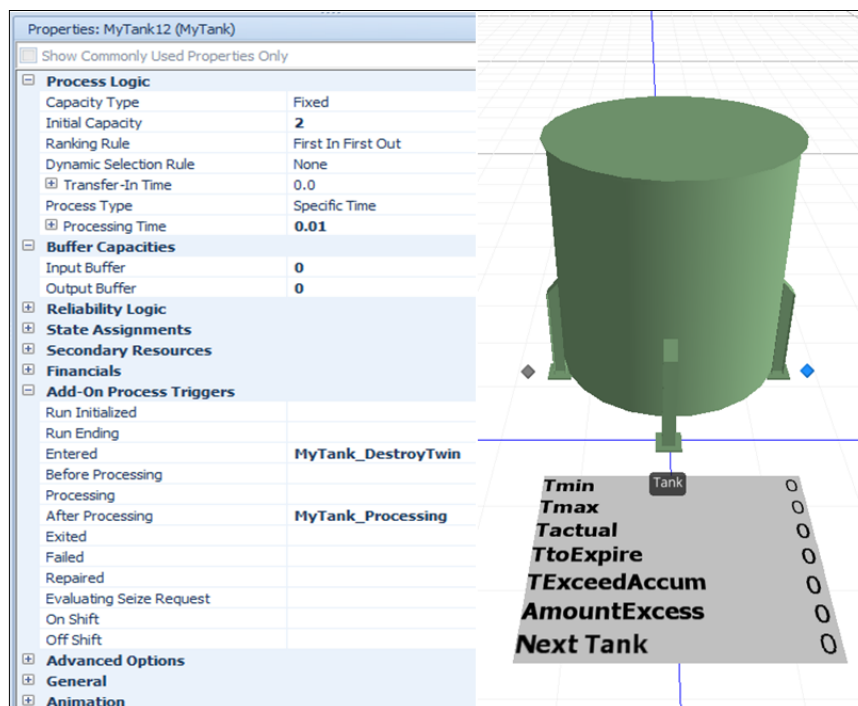 Properties: MyTank12 (MyTank)
Show Commonly Used Properties Only
Process Logic
Capacity Type Fixed
Initial Capacity 2
Ranking Rule First In First Out
Dynamic Selection Rule None
Transfer-In Time 0.0
Process Type Specific Time
Processing Time 0.01
Buffer Capacities
Input Buffer 0
Output Buffer 0
Reliability Logic
State Assignments
Secondary Resources
Financials
Add-On Process Triggers
Run Initialized
Run Ending
Entered MyTank_DestroyTwin
Before Processing
Processing
After Processing MyTank_Processing
Exited
Failed
Repaired
Evaluating Seize Request
On Shift
Off Shift
Advanced Options
General
Animation
Tank
Tmin 0
Tmax 0
Tactual 0
TtoExpire 0
TExceedAccum 0
AmountExcess 0
Next Tank 0